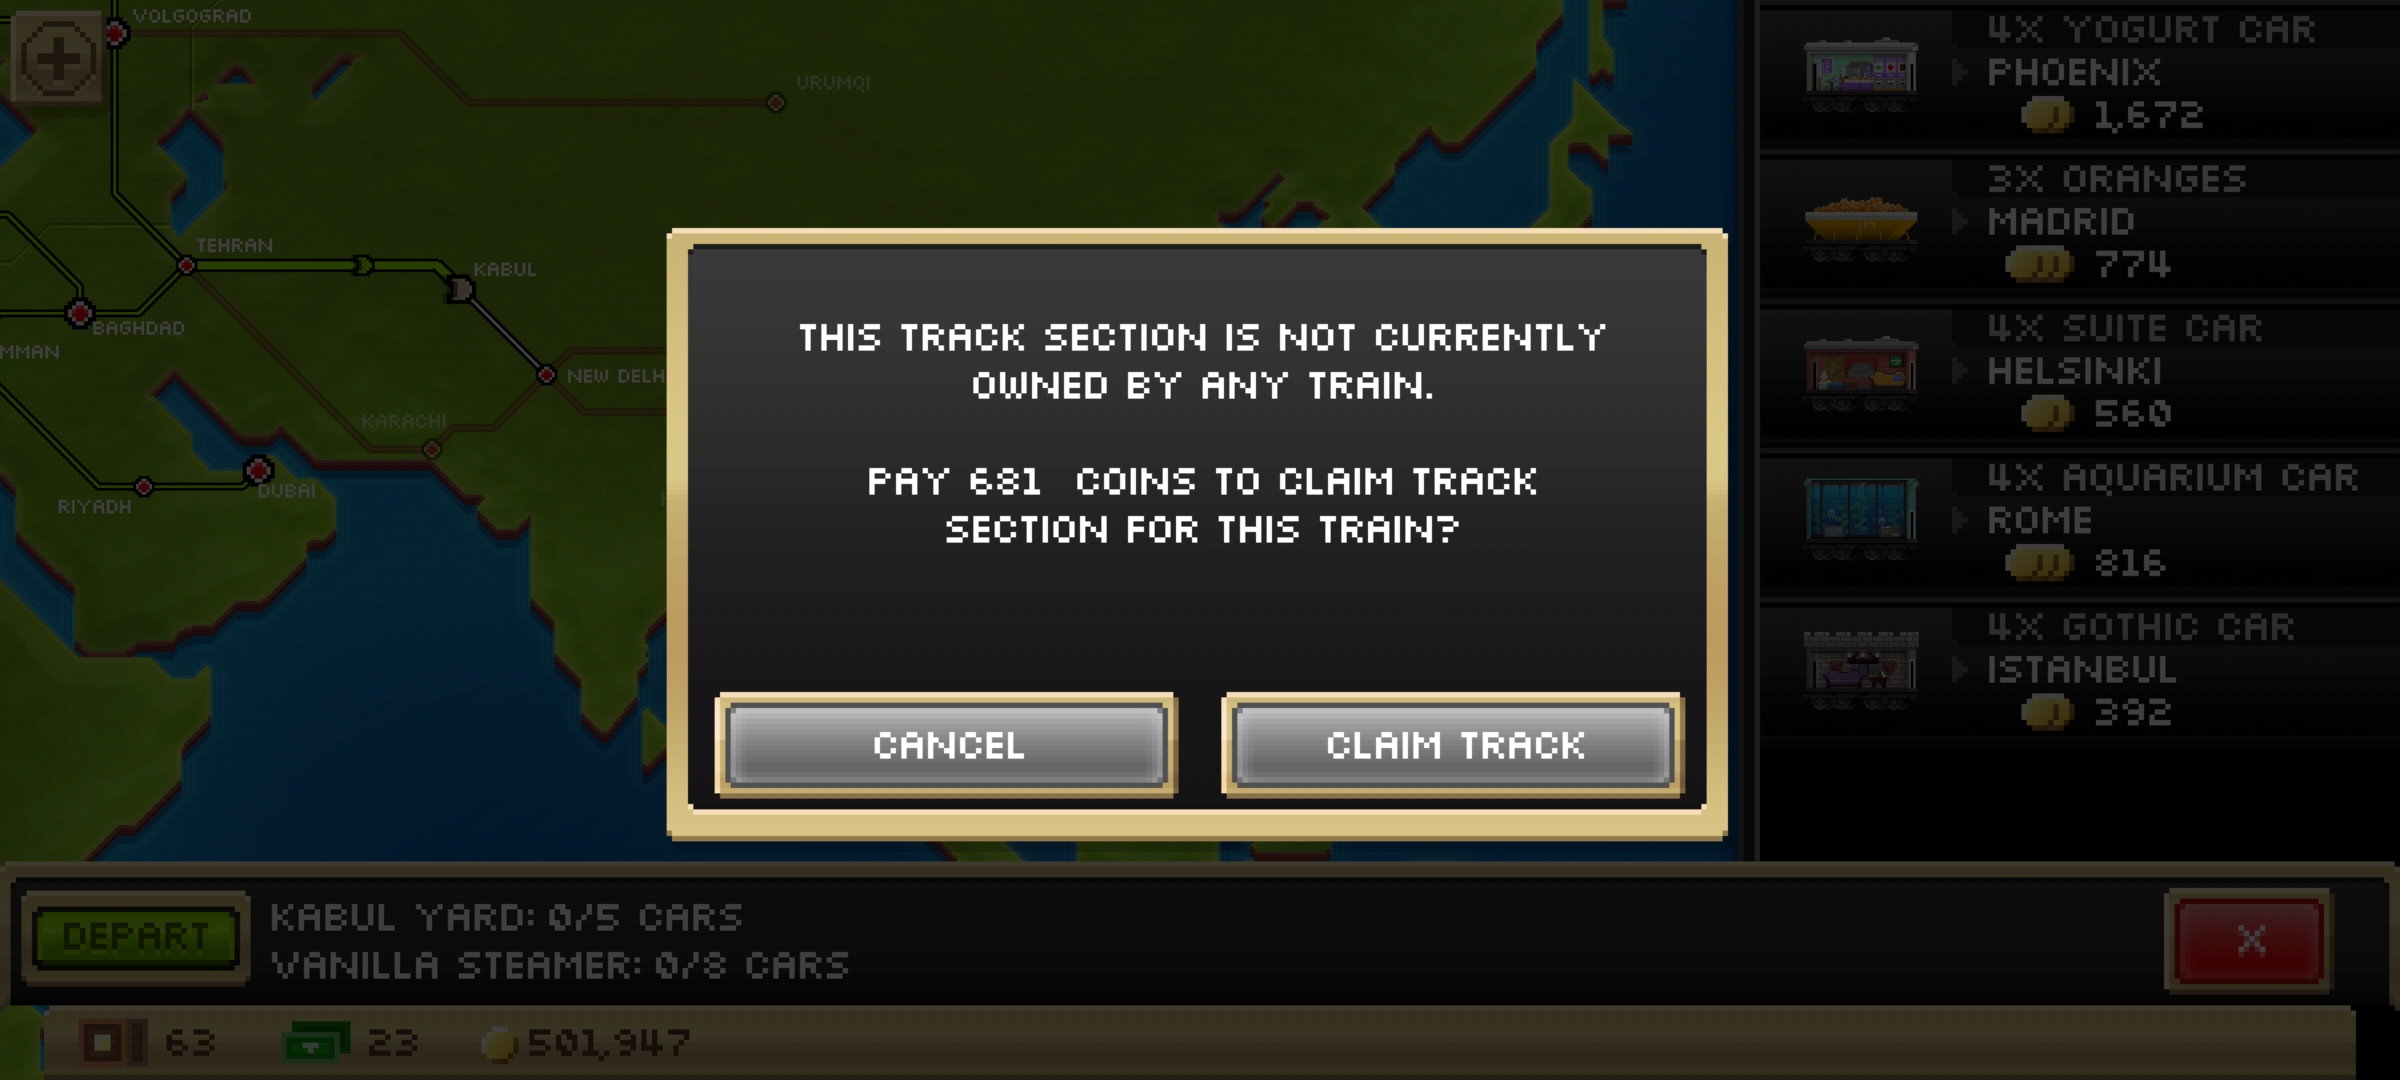 VOLGOGRAD
URUMQI
TEHRAN
KABUL
BAGHDAD
MMAN
NEW DELH
KARACHI
DUBAI
RIYADH
THIS TRACK SECTION IS NOT CURRENTLY
OWNED BY ANY TRAIN.
PAY 681 COINS TO CLAIM TRACK
SECTION FOR THIS TRAIN?
CANCEL
CLAIM TRACK
4X YOGURT CAR
PHOENIX
1,672
3X ORANGES
MADRID
774
4X SUITE CAR
HELSINKI
560
4X AQUARIUM CAR
ROME
816
4X GOTHIC CAR
ISTANBUL
392
DEPART
KABUL YARD: 0/5 CARS
VANILLA STEAMER: 0/8 CARS
X
63
23
501,947